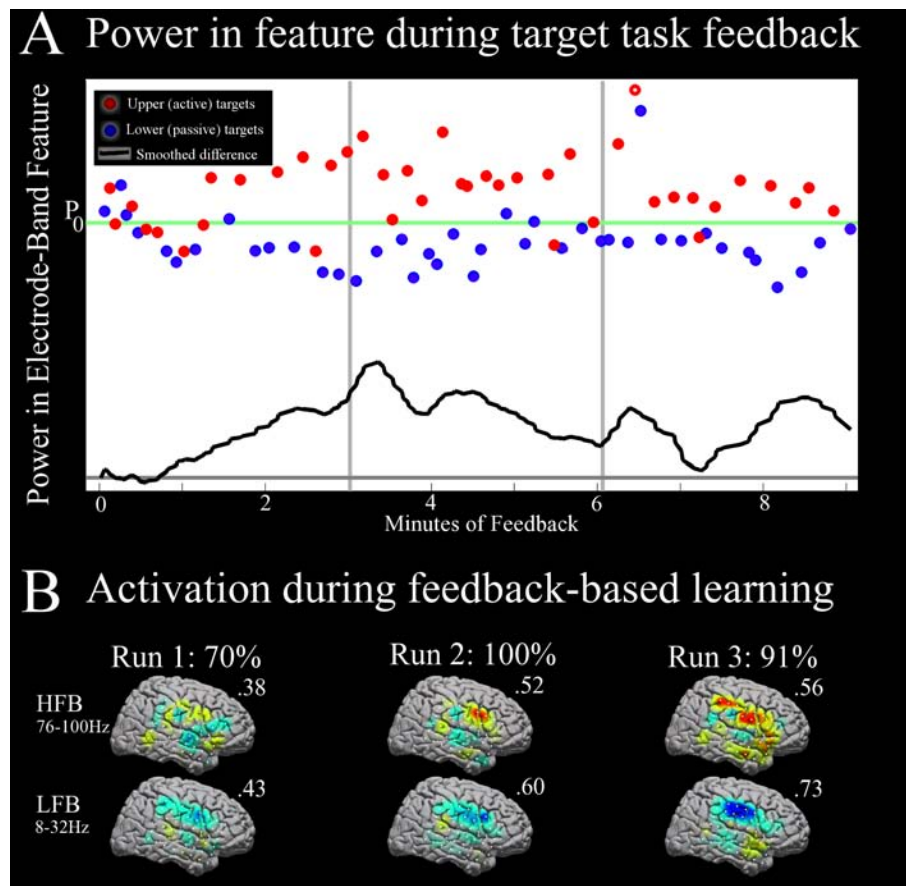 A Power in feature during target task feedback
Upper (active) targets
Lower (passive) targets
Smoothed difference
Power in Electrode-Band Feature
P0
0 2 4 6 8
Minutes of Feedback
B Activation during feedback-based learning
Run 1: 70% Run 2: 100% Run 3: 91%
HFB
76-100Hz
.38 .52 .56
LFB
8-32Hz
.43 .60 .73